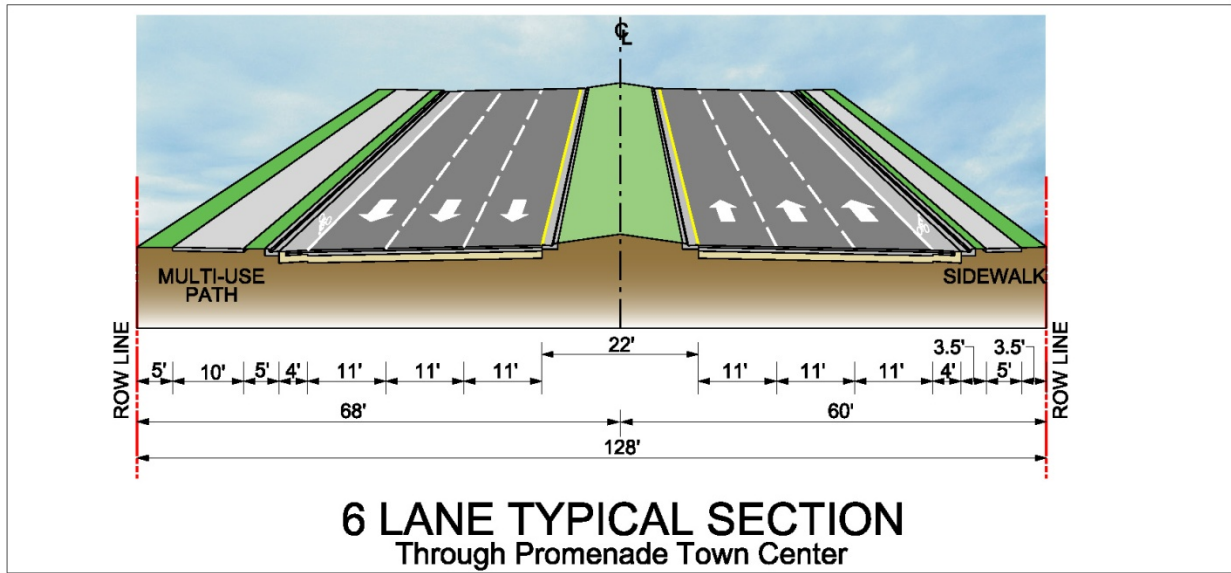 ℄
MULTI-USE
PATH
SIDEWALK
ROW LINE
ROW LINE
22'
3.5' 3.5'
5' 10' 5' 4' 11' 11' 11' 11' 11' 11' 4' 5'
68' 60'
128'
6 LANE TYPICAL SECTION
Through Promenade Town Center